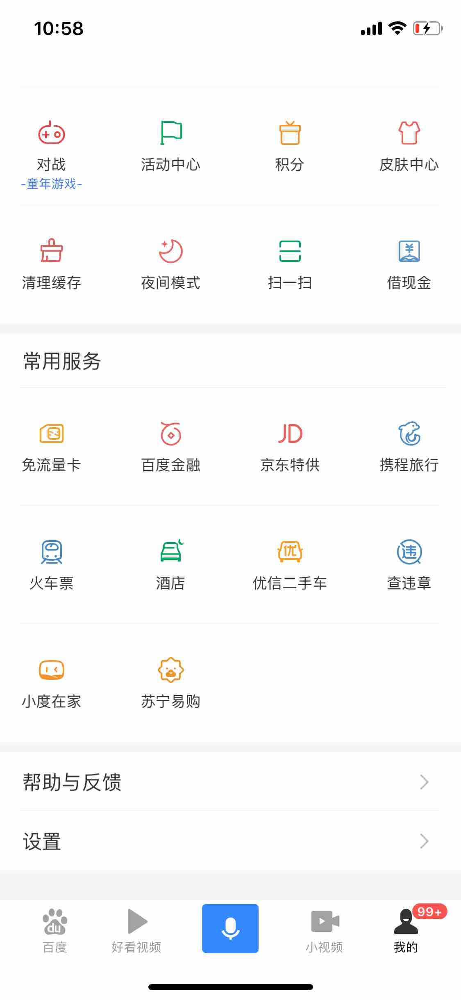 10:58
对战
-童年游戏-
活动中心
积分
皮肤中心
清理缓存
夜间模式
扫一扫
借现金
常用服务
免流量卡
百度金融
JD
京东特供
携程旅行
火车票
酒店
优
优信二手车
违
查违章
小度在家
苏宁易购
帮助与反馈
设置
du
百度
好看视频
小视频
99+
我的